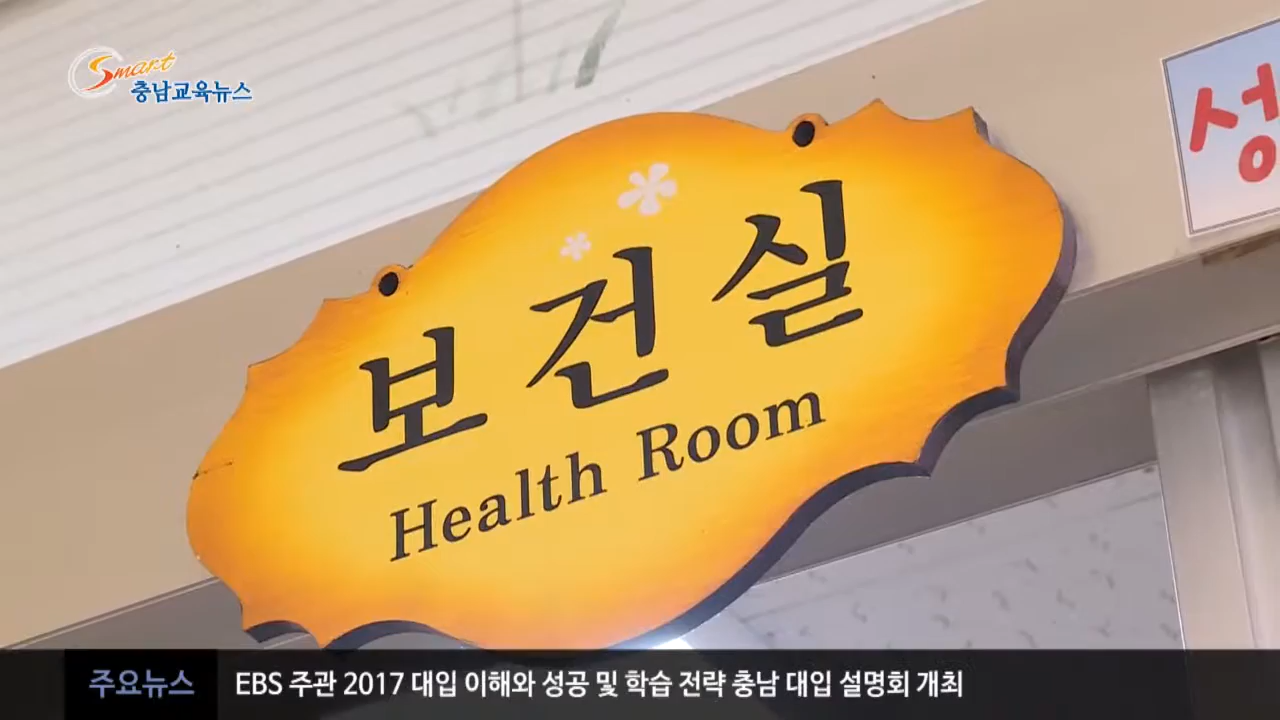 Smart
충남교육뉴스
성
보건실
Health Room
주요뉴스 EBS 주관 2017 대입 이해와 성공 및 학습 전략 충남 대입 설명회 개최